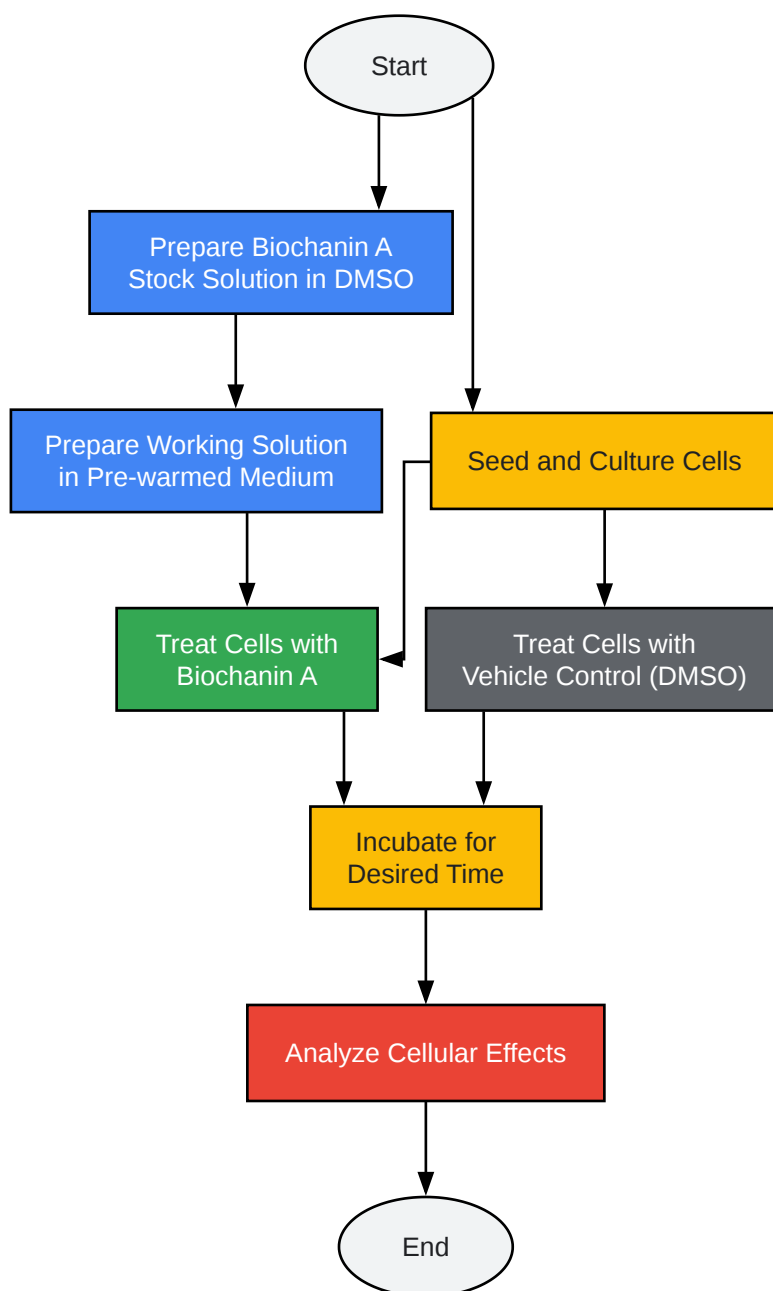 Start
Prepare Biochanin A
Stock Solution in DMSO
Prepare Working Solution
in Pre-warmed Medium
Seed and Culture Cells
Treat Cells with
Biochanin A
Treat Cells with
Vehicle Control (DMSO)
Incubate for
Desired Time
Analyze Cellular Effects
End